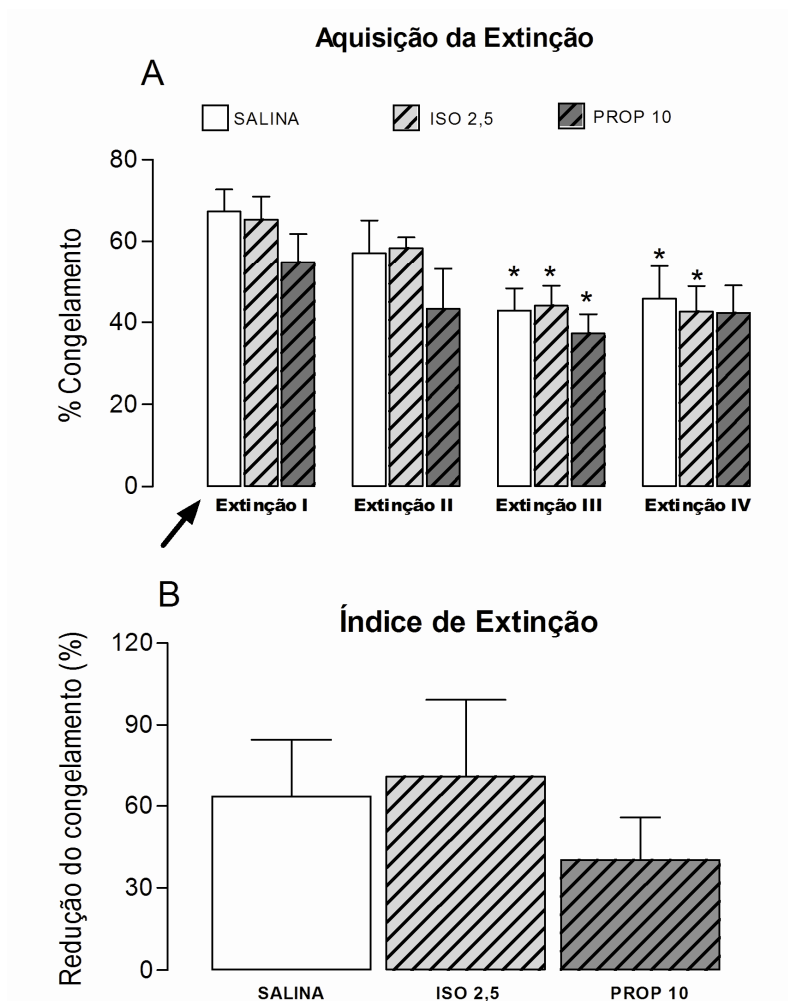 Aquisição da Extinção
A
SALINA ISO 2,5 PROP 10
% Congelamento
80
60
40
20
0
* * * * *
Extinção I Extinção II Extinção III Extinção IV
B
Índice de Extinção
Redução do congelamento (%)
120
90
60
30
0
SALINA ISO 2,5 PROP 10